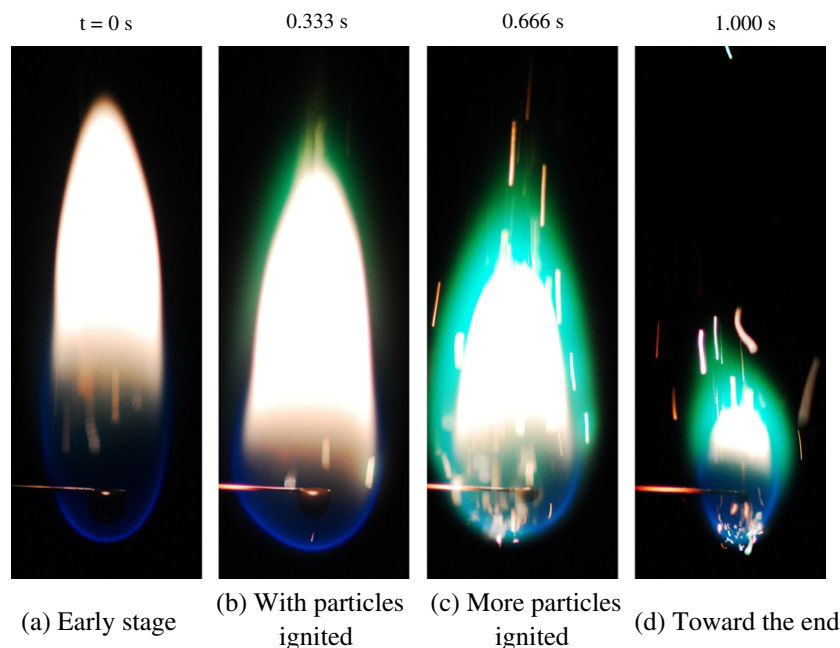 t = 0 s
0.333 s
0.666 s
1.000 s
(a) Early stage
(b) With particles
ignited
(c) More particles
ignited
(d) Toward the end